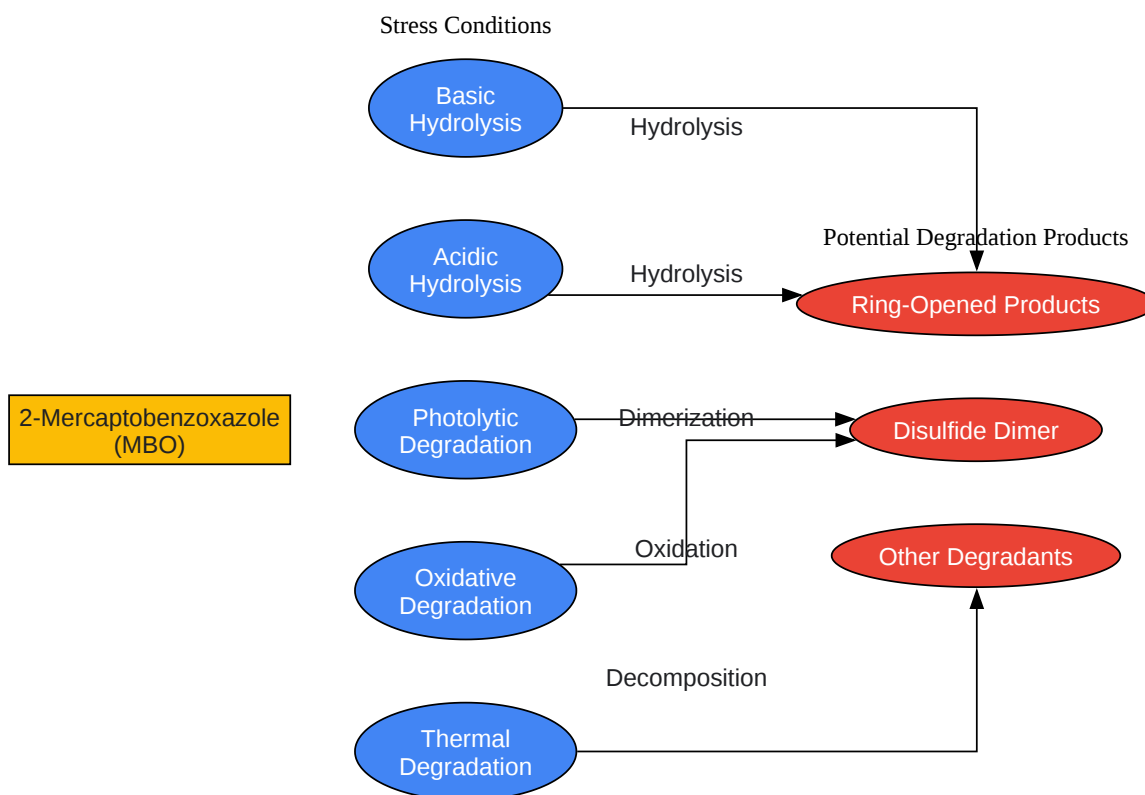 Stress Conditions
Basic
Hydrolysis
Hydrolysis
Potential Degradation Products
Acidic
Hydrolysis
Hydrolysis
Ring-Opened Products
2-Mercaptobenzoxazole
(MBO)
Photolytic
Degradation
Dimerization
Disulfide Dimer
Oxidative
Degradation
Oxidation
Other Degradants
Decomposition
Thermal
Degradation